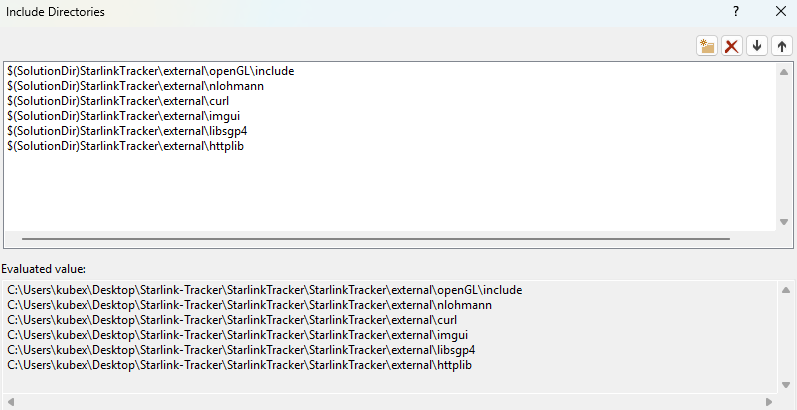 Include Directories
?
$(SolutionDir)StarlinkTracker\external\openGL\include
$(SolutionDir)StarlinkTracker\external\nlohmann
$(SolutionDir)StarlinkTracker\external\curl
$(SolutionDir)StarlinkTracker\external\imgui
$(SolutionDir)StarlinkTracker\external\libsgp4
$(SolutionDir)StarlinkTracker\external\httplib
Evaluated value:
C:\Users\kubex\Desktop\Starlink-Tracker\StarlinkTracker\StarlinkTracker\external\openGL\include
C:\Users\kubex\Desktop\Starlink-Tracker\StarlinkTracker\StarlinkTracker\external\nlohmann
C:\Users\kubex\Desktop\Starlink-Tracker\StarlinkTracker\StarlinkTracker\external\curl
C:\Users\kubex\Desktop\Starlink-Tracker\StarlinkTracker\StarlinkTracker\external\imgui
C:\Users\kubex\Desktop\Starlink-Tracker\StarlinkTracker\StarlinkTracker\external\libsgp4
C:\Users\kubex\Desktop\Starlink-Tracker\StarlinkTracker\StarlinkTracker\external\httplib